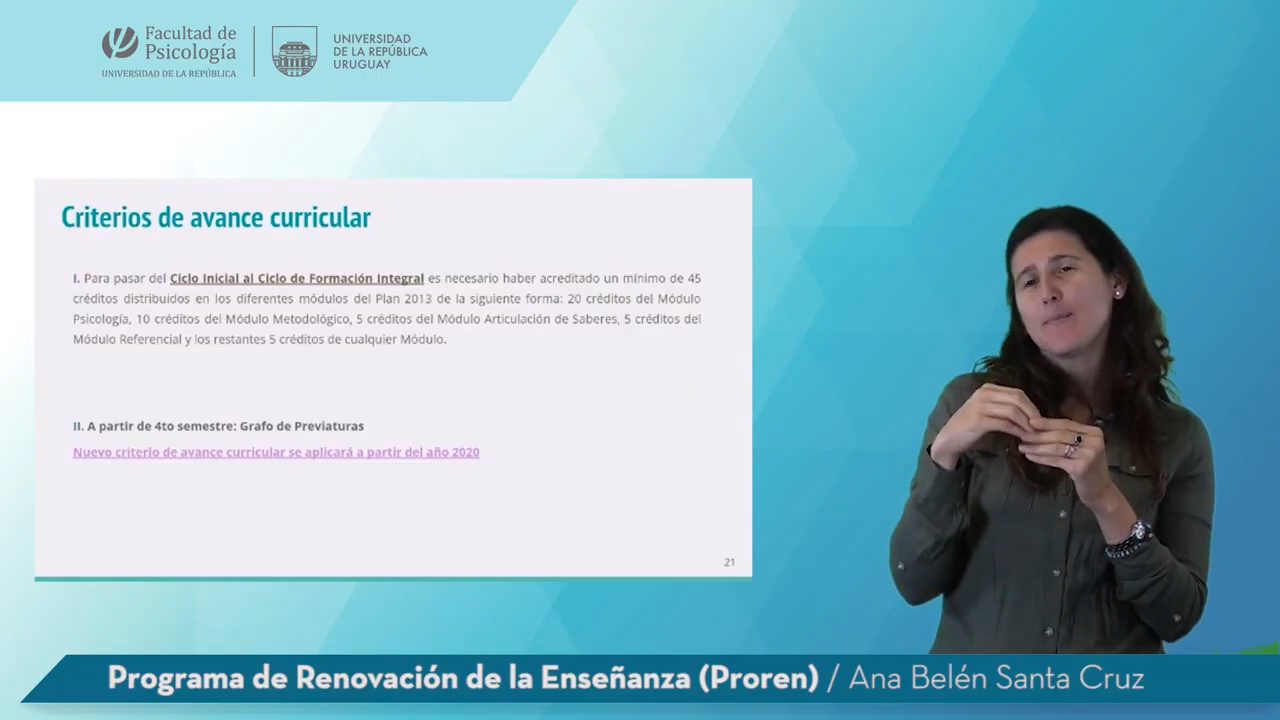 Facultad de
Psicología
UNIVERSIDAD DE LA REPÚBLICA
UNIVERSIDAD
DE LA REPÚBLICA
URUGUAY
Criterios de avance curricular
I. Para pasar del Ciclo Inicial al Ciclo de Formación Integral es necesario haber acreditado un mínimo de 45
créditos distribuidos en los diferentes módulos del Plan 2013 de la siguiente forma: 20 créditos del Módulo
Psicología, 10 créditos del Módulo Metodológico, 5 créditos del Módulo Articulación de Saberes, 5 créditos del
Módulo Referencial y los restantes 5 créditos de cualquier Módulo.
II. A partir de 4to semestre: Grafo de Previaturas
Nuevo criterio de avance curricular se aplicará a partir del año 2020
21
Programa de Renovación de la Enseñanza (Proren) / Ana Belén Santa Cruz